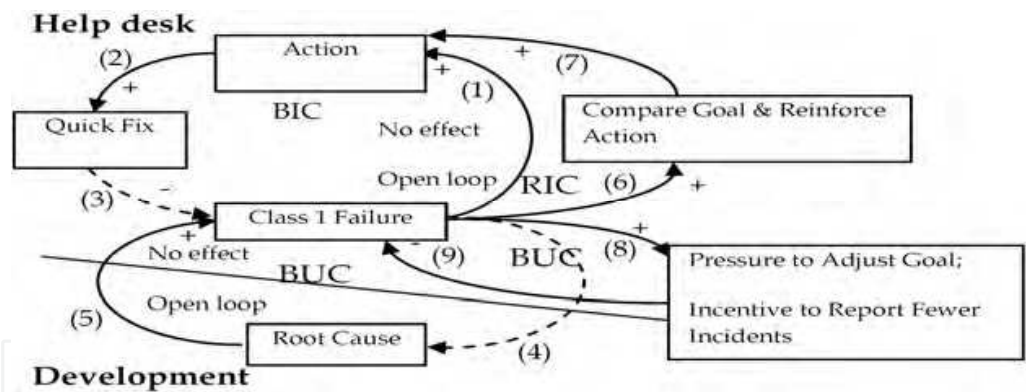 Help desk
(2)
Action
+
(7)
+
+
(1)
BIC
Quick Fix
No effect
Compare Goal & Reinforce
Action
Open loop
RIC
(6)
+
(3)
-
Class 1 Failure
+
No effect
-
(9)
BUC
+
(8)
BUC
Pressure to Adjust Goal;
Incentive to Report Fewer
Incidents
(5)
Open loop
Root Cause
(4)
Development